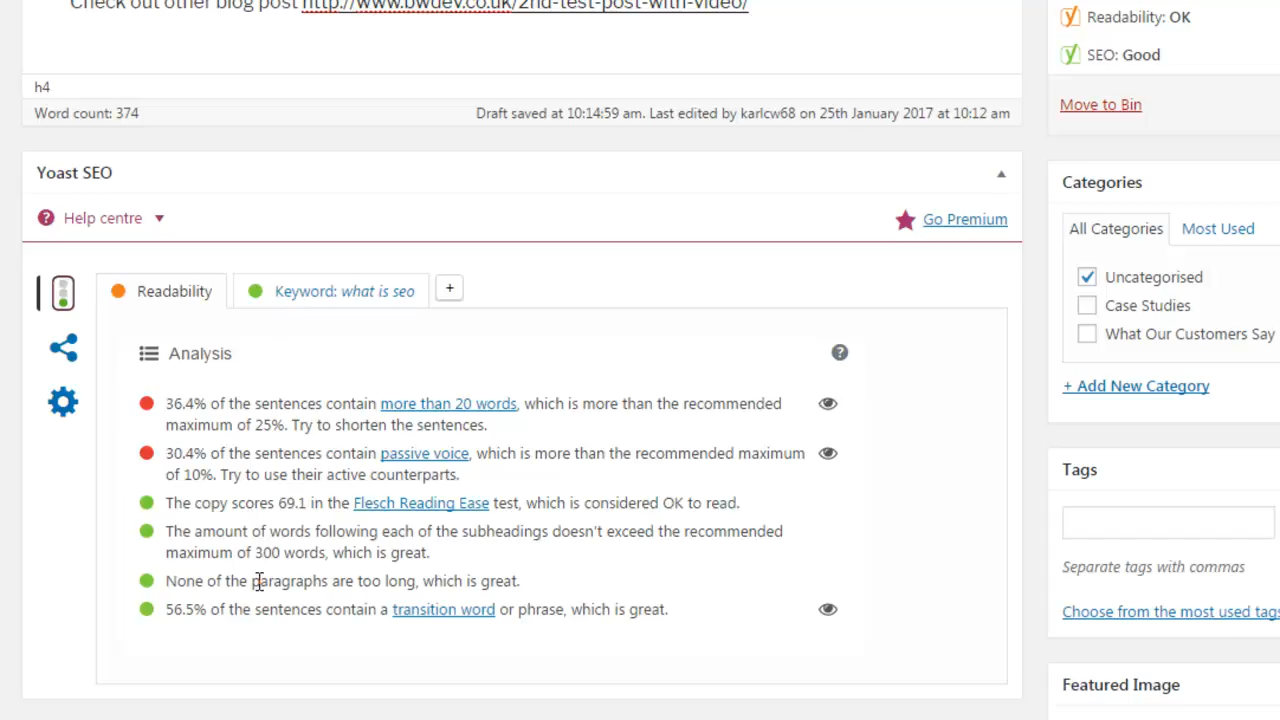 Check out other blog post http://www.bwdev.co.uk/2nd-test-post-with-video/
h4
Word count: 374
Draft saved at 10:14:59 am. Last edited by karlcw68 on 25th January 2017 at 10:12 am
Yoast SEO
Help centre
Go Premium
Readability
Keyword: what is seo
+
Analysis
?
36.4% of the sentences contain more than 20 words, which is more than the recommended
maximum of 25%. Try to shorten the sentences.
30.4% of the sentences contain passive voice, which is more than the recommended maximum
of 10%. Try to use their active counterparts.
The copy scores 69.1 in the Flesch Reading Ease test, which is considered OK to read.
The amount of words following each of the subheadings doesn't exceed the recommended
maximum of 300 words, which is great.
None of the paragraphs are too long, which is great.
56.5% of the sentences contain a transition word or phrase, which is great.
Readability: OK
SEO: Good
Move to Bin
Categories
All Categories
Most Used
Uncategorised
Case Studies
What Our Customers Say
+ Add New Category
Tags
Separate tags with commas
Choose from the most used tags
Featured Image